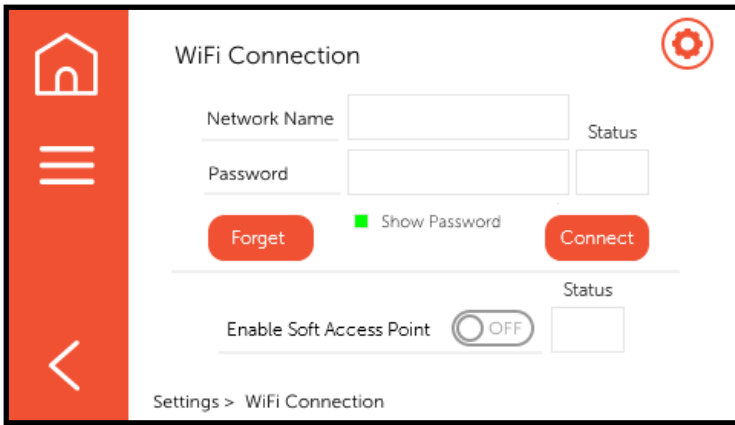 WiFi Connection
Network Name
Status
Password
Show Password
Forget
Connect
Status
Enable Soft Access Point
OFF
Settings > WiFi Connection